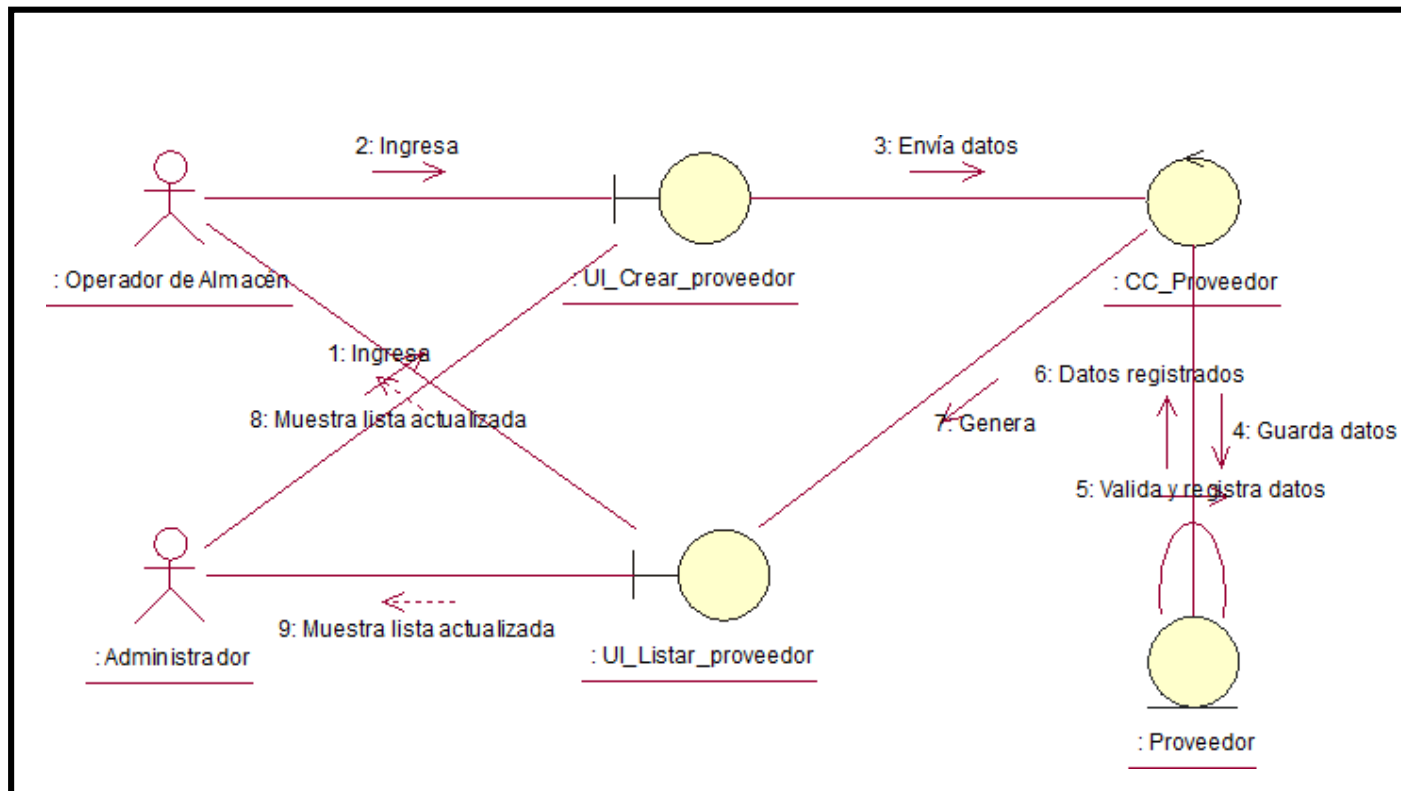 2: Ingresa
3: Envía datos
: Operador de Almacén
: UI_Crear_proveedor
: CC_Proveedor
1: Ingresa
6: Datos registrados
8: Muestra lista actualizada
7: Genera
4: Guarda datos
5: Valida y registra datos
9: Muestra lista actualizada
: Administrador
: UI_Listar_proveedor
: Proveedor